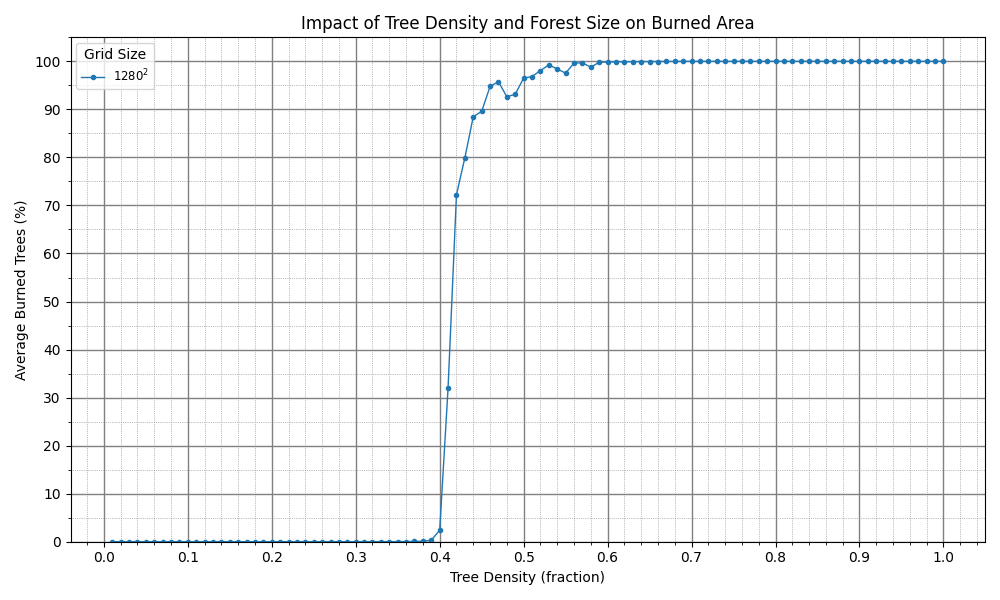 Impact of Tree Density and Forest Size on Burned Area
Grid Size
1280²
Average Burned Trees (%)
100
90
80
70
60
50
40
30
20
10
0
0.0 0.1 0.2 0.3 0.4 0.5 0.6 0.7 0.8 0.9 1.0
Tree Density (fraction)